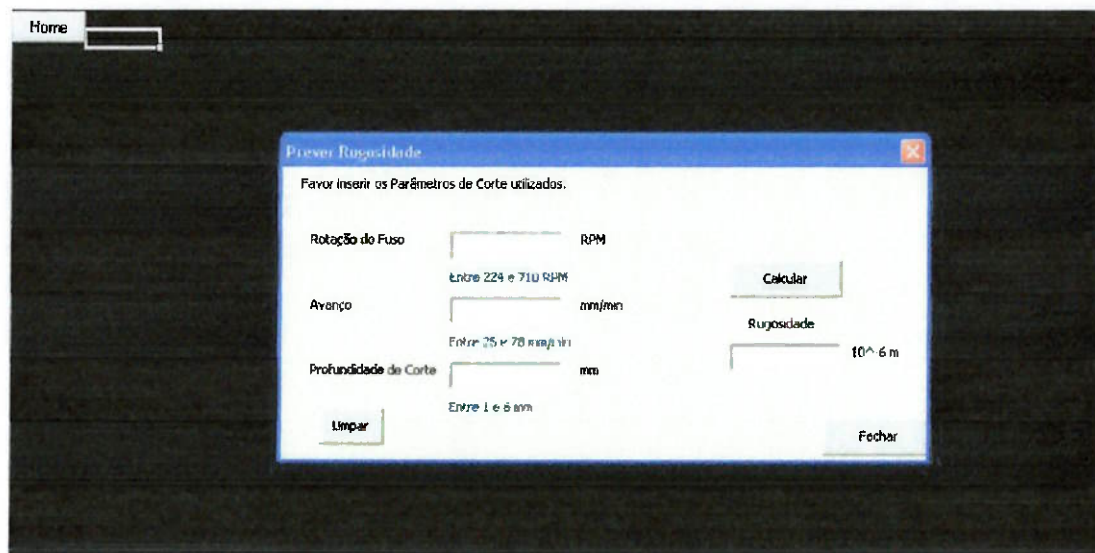 Home
Prever Rugosidade
Favor inserir os Parâmetros de Corte utilizados.
Rotação do Fuso
RPM
Entre 224 e 710 RPM
Avanço
mm/min
Entre 25 e 78 mm/min
Profundidade de Corte
mm
Entre 1 e 6 mm
Limpar
Calcular
Rugosidade
10^-6 m
Fechar